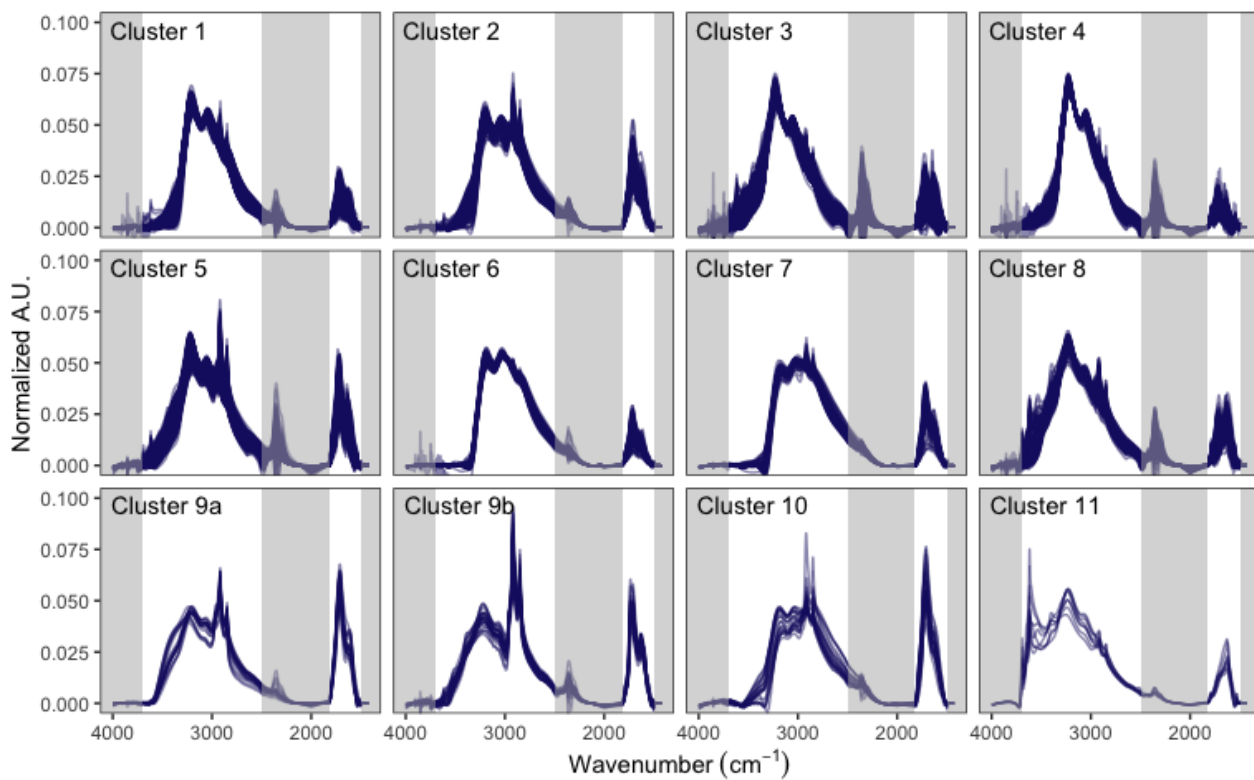 Normalized A.U.
0.100
0.075
0.050
0.025
0.000
Cluster 1
Cluster 2
Cluster 3
Cluster 4
0.100
0.075
0.050
0.025
0.000
Cluster 5
Cluster 6
Cluster 7
Cluster 8
0.100
0.075
0.050
0.025
0.000
Cluster 9a
Cluster 9b
Cluster 10
Cluster 11
4000 3000 2000 4000 3000 2000 4000 3000 2000 4000 3000 2000
Wavenumber (cm⁻¹)